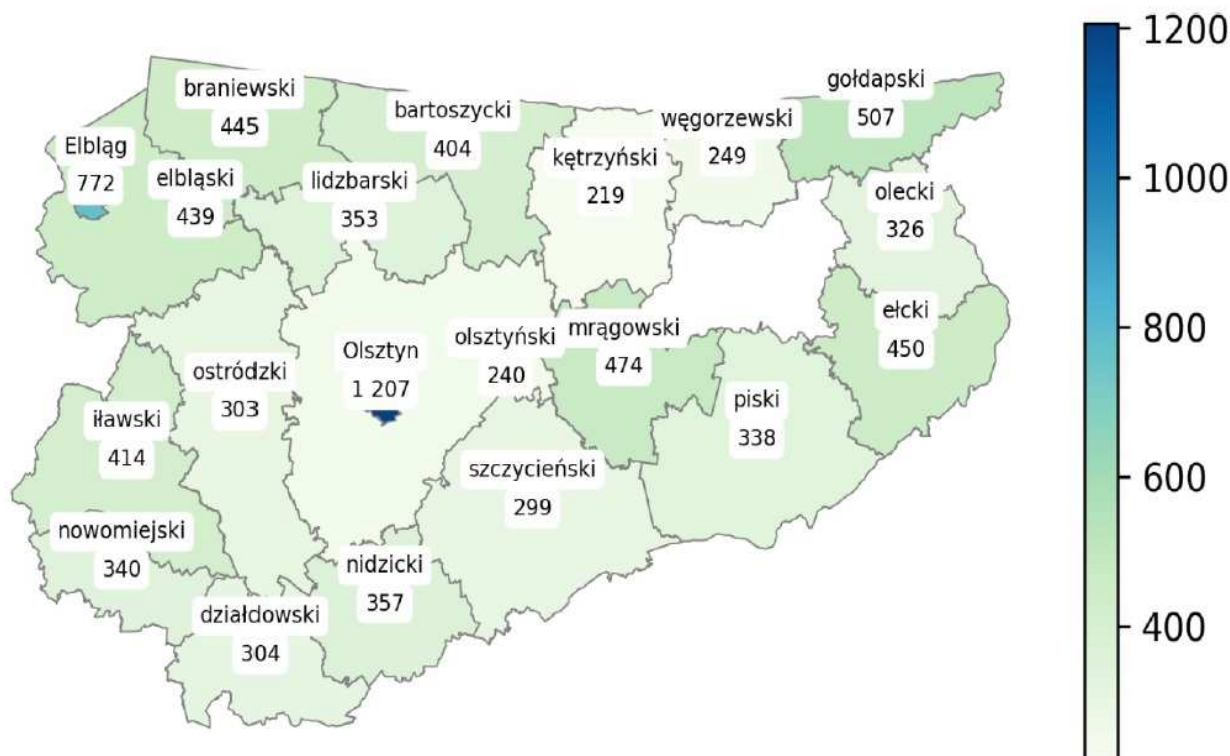 braniewski
445
bartoszycki
404
gołdapski
507
węgorzewski
249
Elbląg
772
elbląski
439
lidzbarski
353
kętrzyński
219
olecki
326
ełcki
450
mrągowski
474
olsztyński
240
Olsztyn
1 207
ostródzki
303
piski
338
iławski
414
szczycieński
299
nowomiejski
340
nidzicki
357
działdowski
304
1200
1000
800
600
400